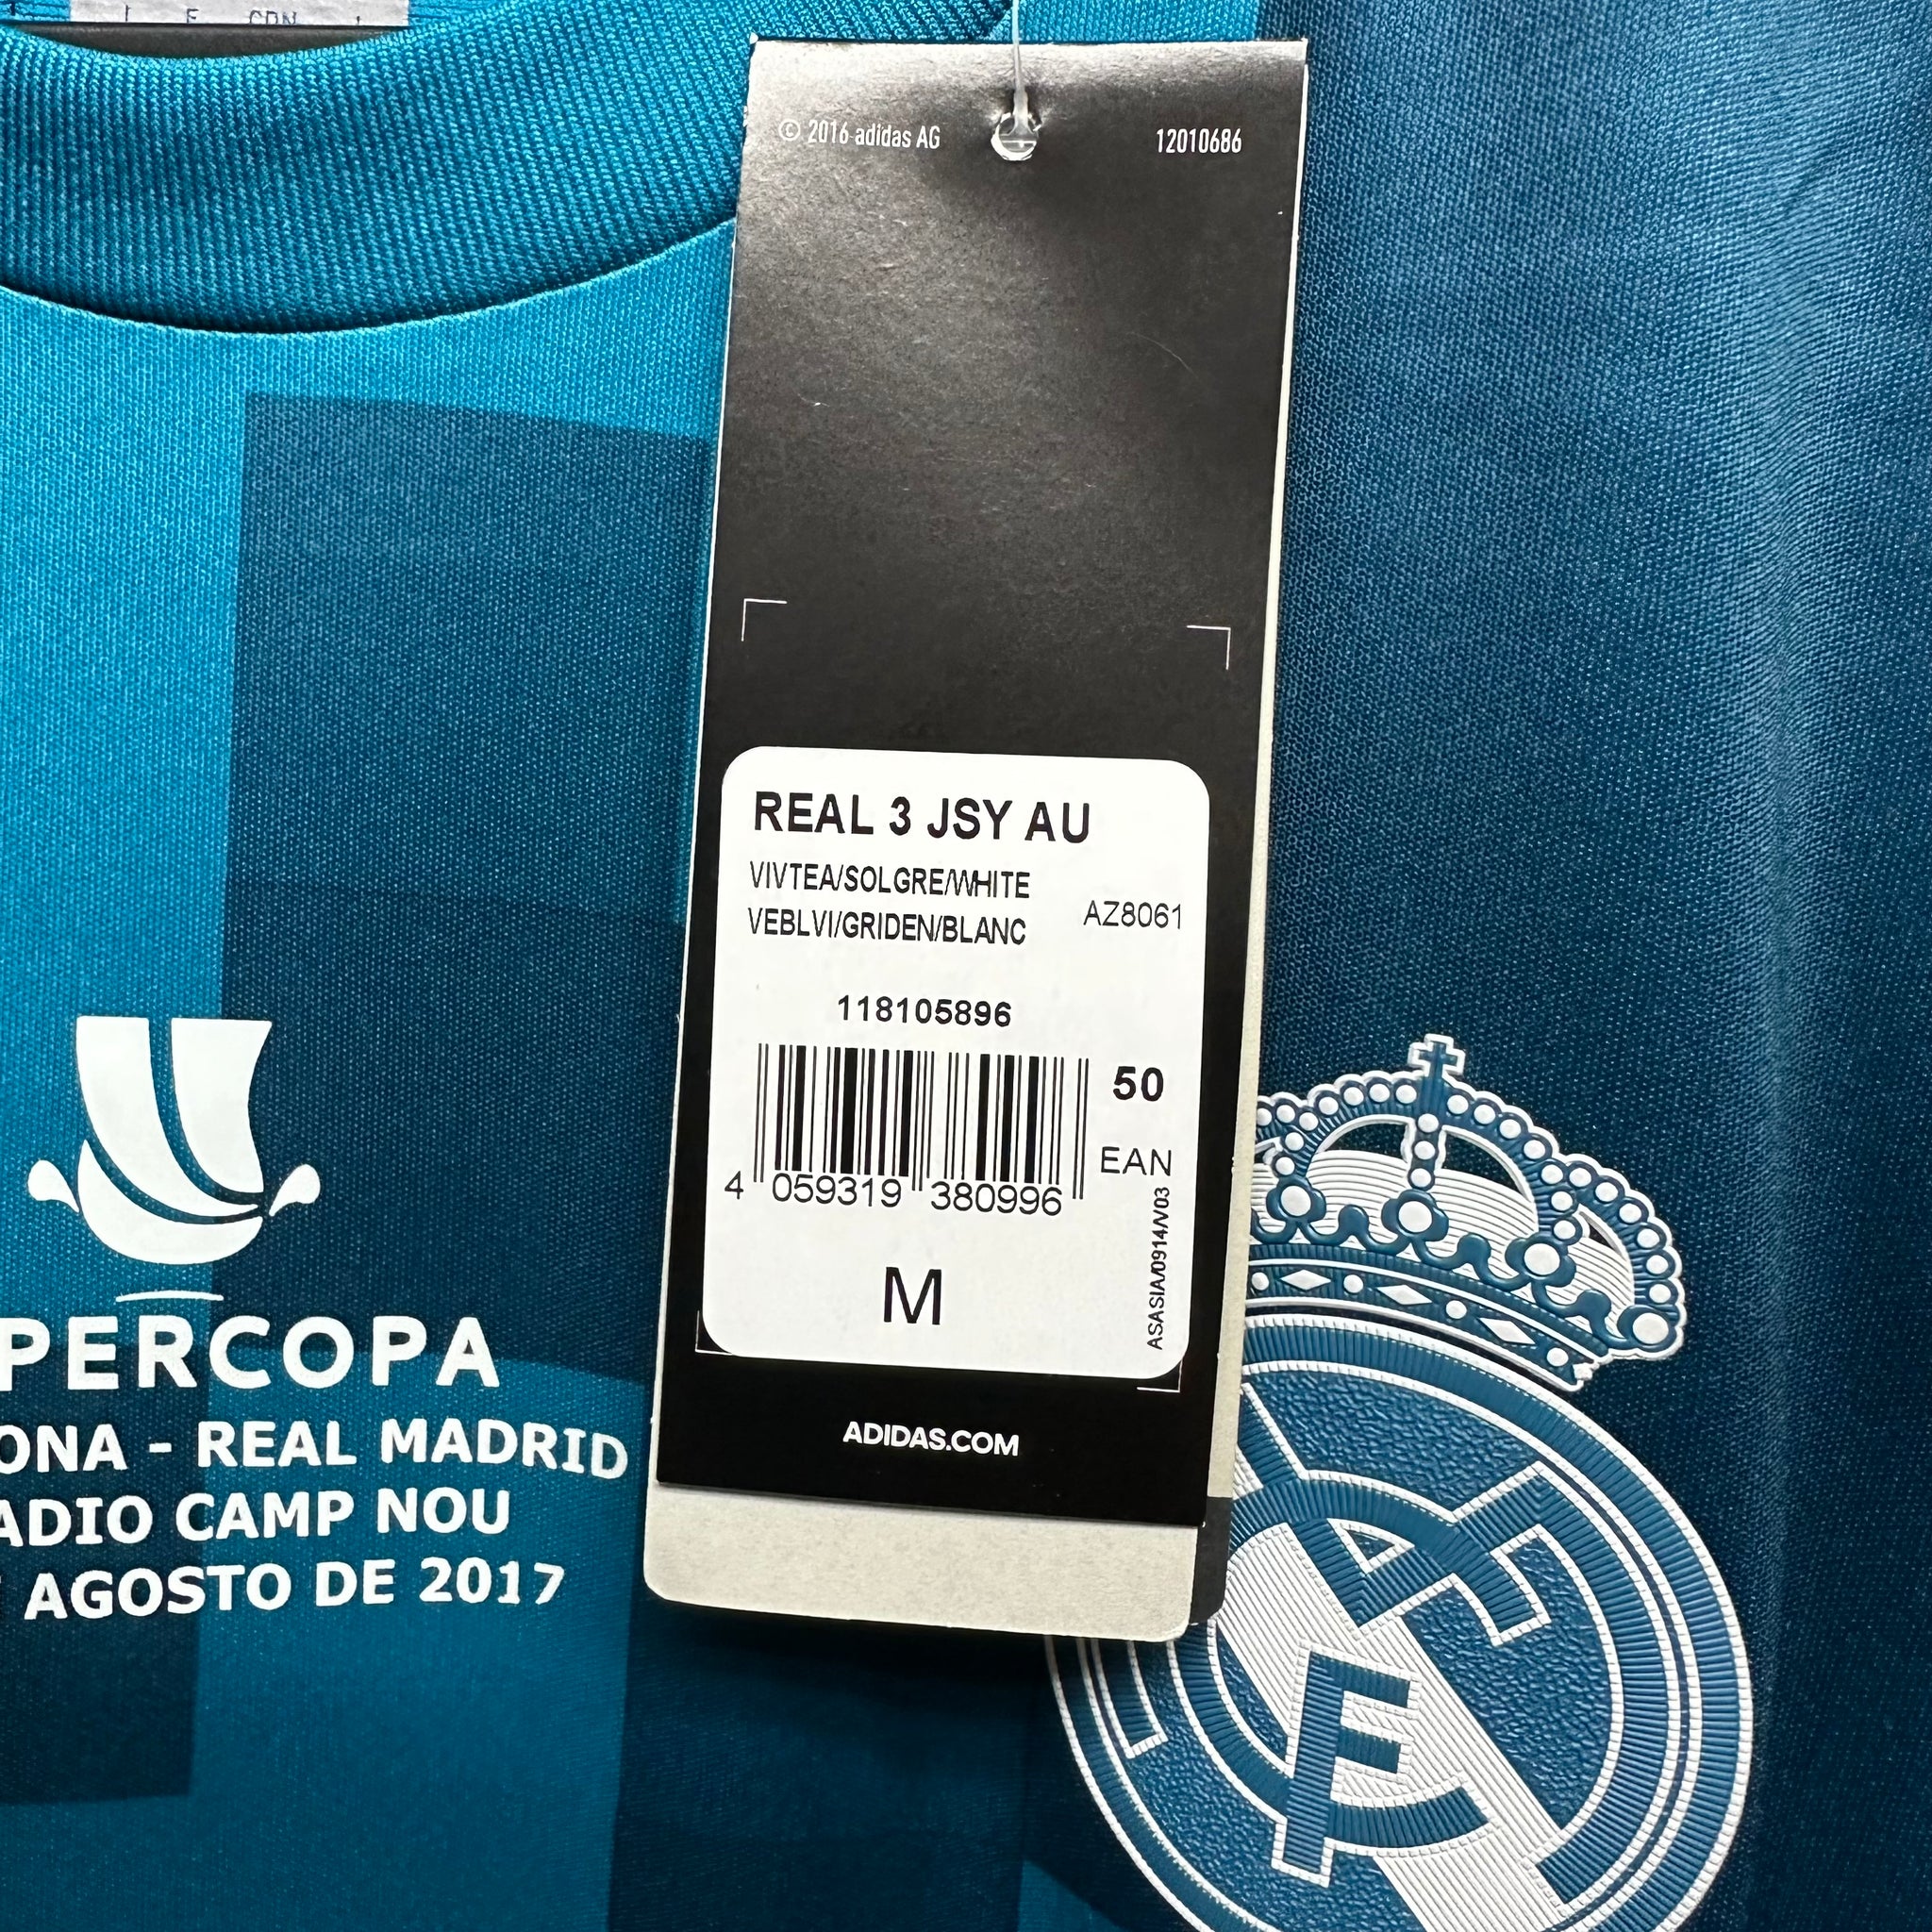 © 2016 adidas AG
12010686
REAL 3 JSY AU
VIVTEA/SOLGRE/WHITE
VEBLVI/GRIDEN/BLANC
AZ8061
118105896
50
EAN
4 059319 380996
M
ASASIA/0914/V03
ADIDAS.COM
PERCOPA
ONA - REAL MADRID
ADIO CAMP NOU
AGOSTO DE 2017